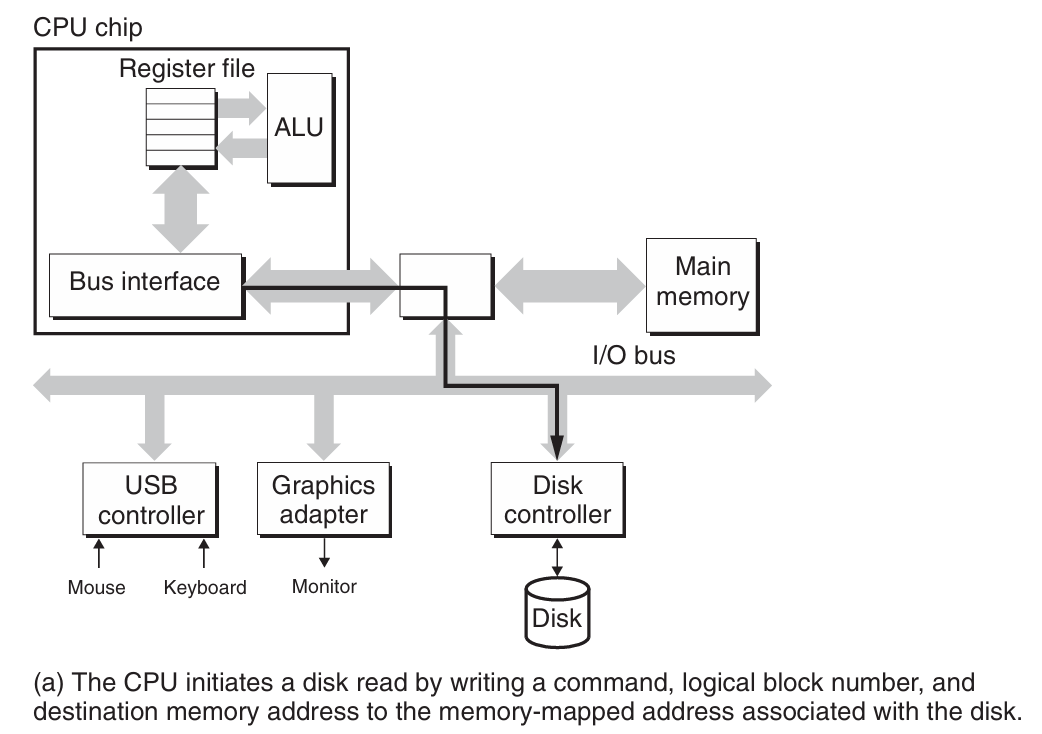 CPU chip
Register file
ALU
Bus interface
Main
memory
I/O bus
USB
controller
Graphics
adapter
Disk
controller
Mouse
Keyboard
Monitor
Disk
(a) The CPU initiates a disk read by writing a command, logical block number, and
destination memory address to the memory-mapped address associated with the disk.